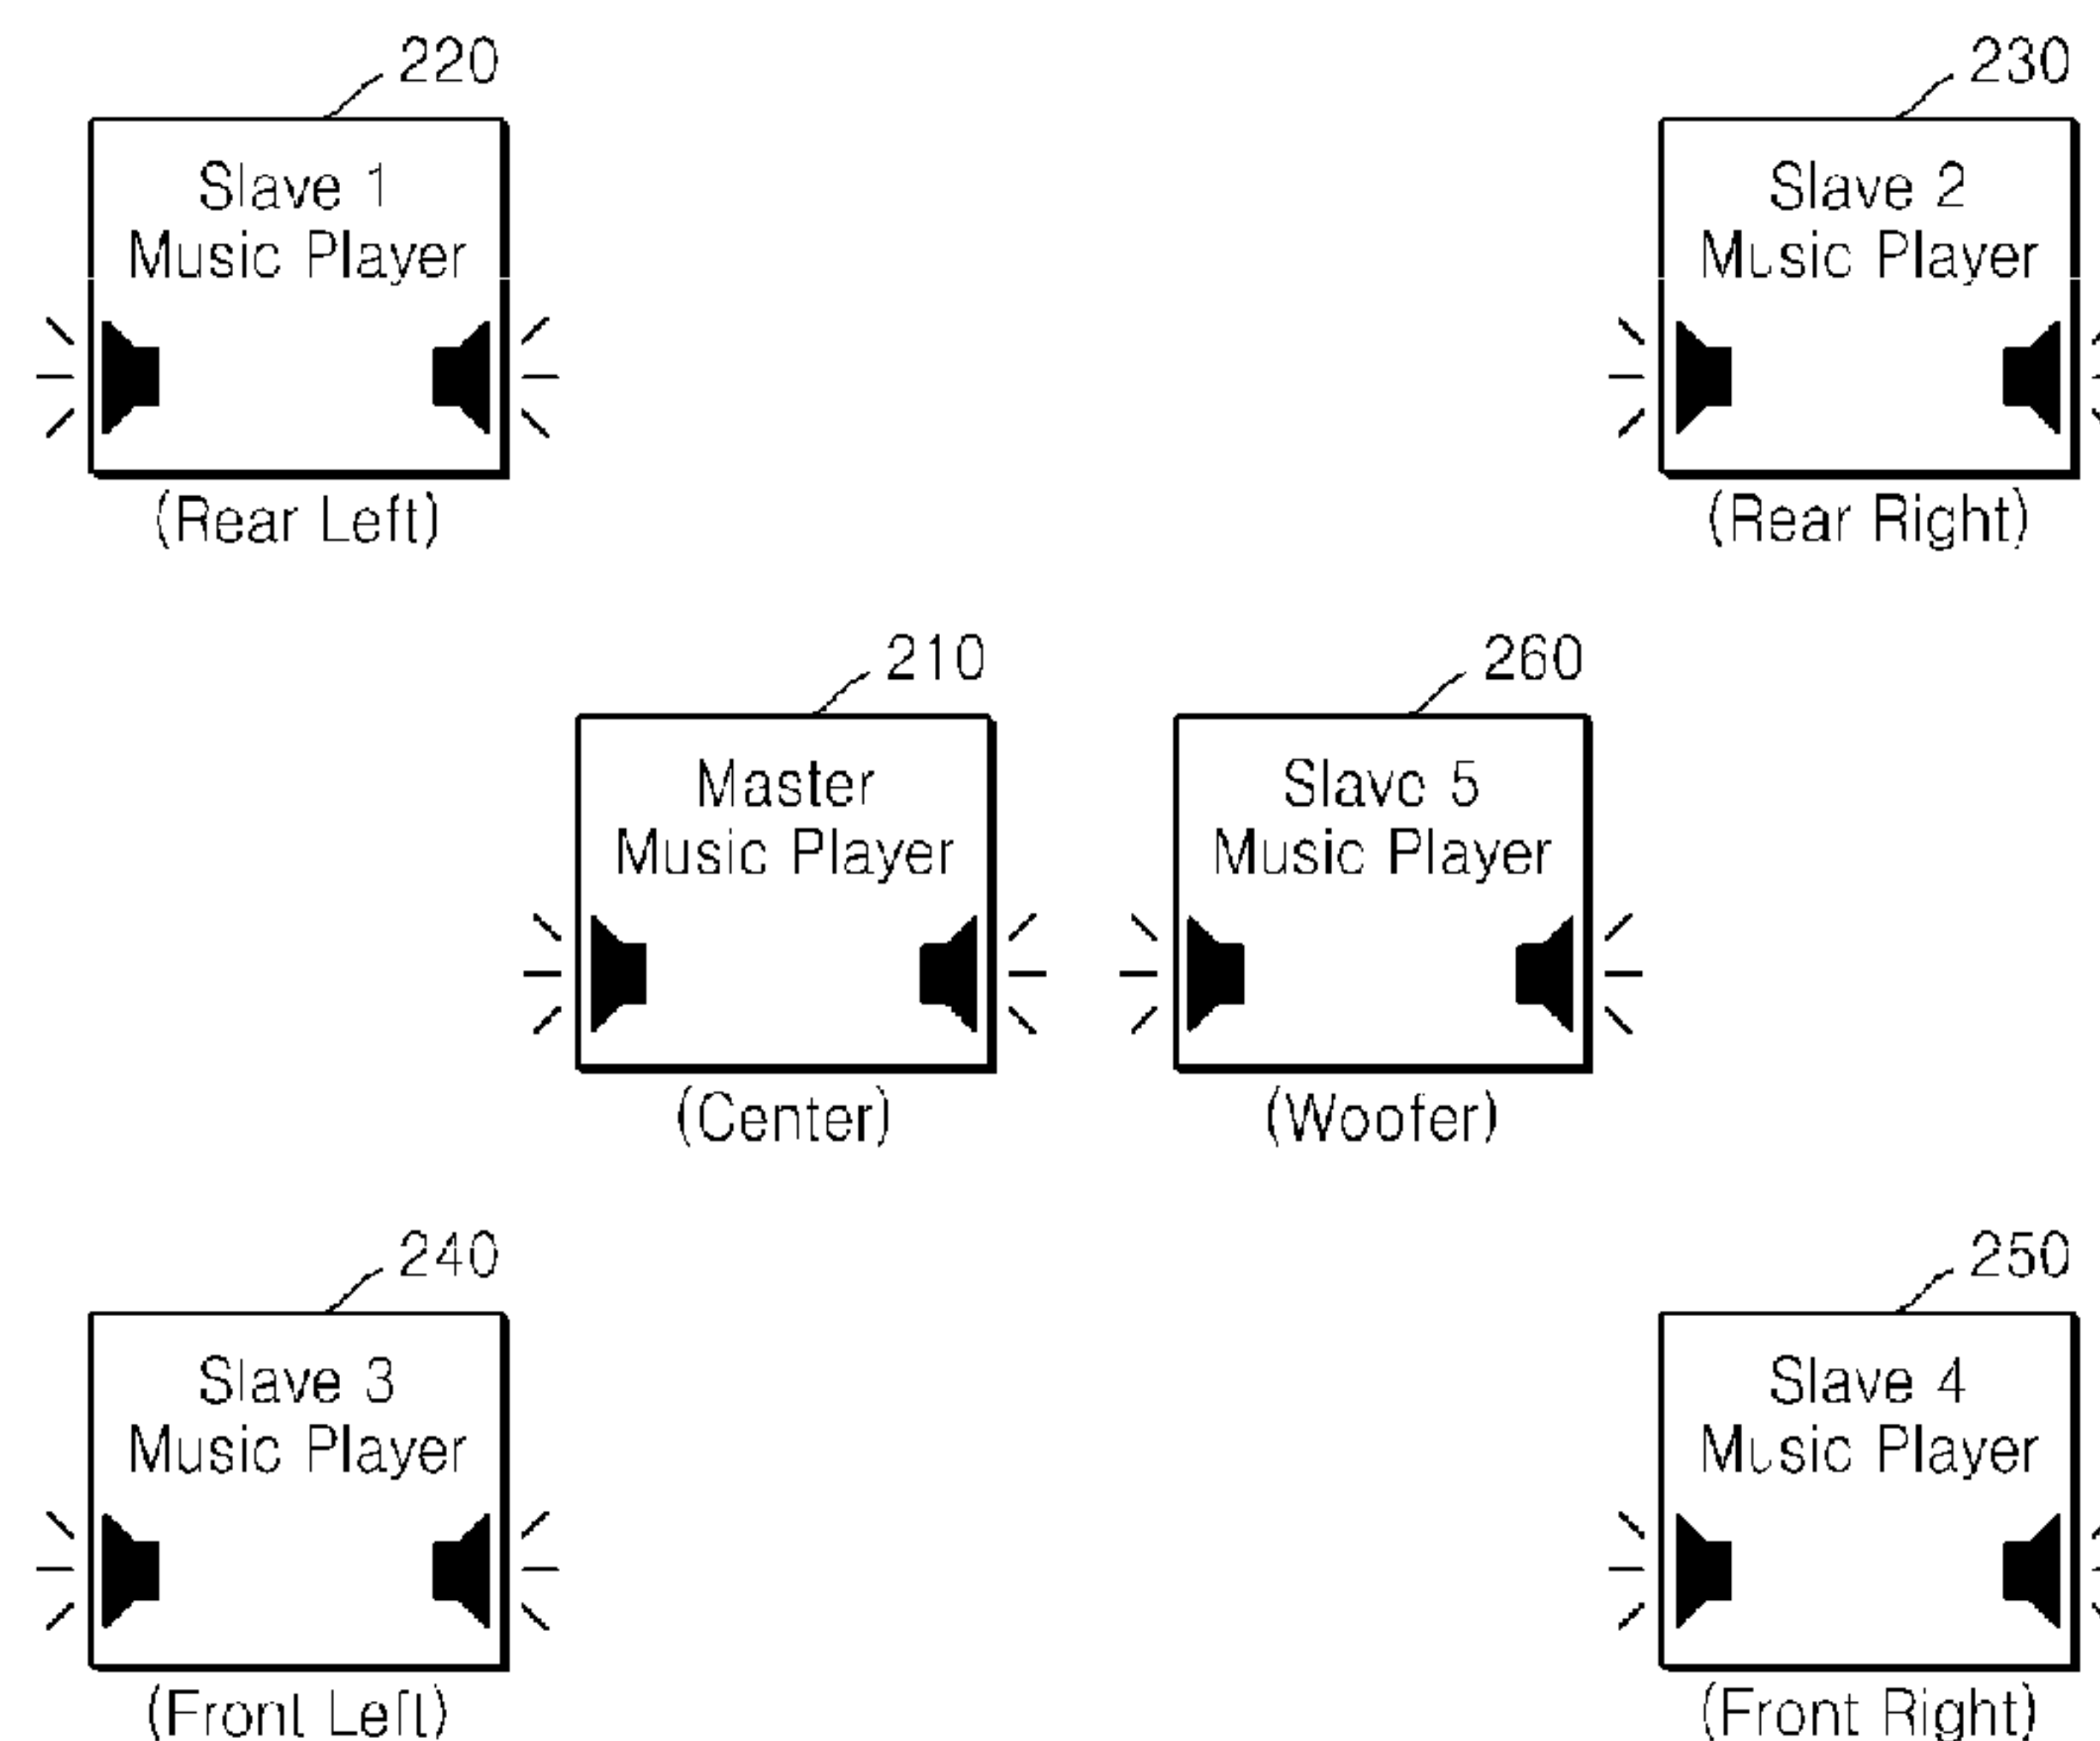 220
230
Slave 1
Music Player
Slave 2
Music Player
(Rear Left)
(Rear Right)
210
260
Master
Music Player
Slave 5
Music Player
(Center)
(Woofer)
240
250
Slave 3
Music Player
Slave 4
Music Player
(Front Left)
(Front Right)